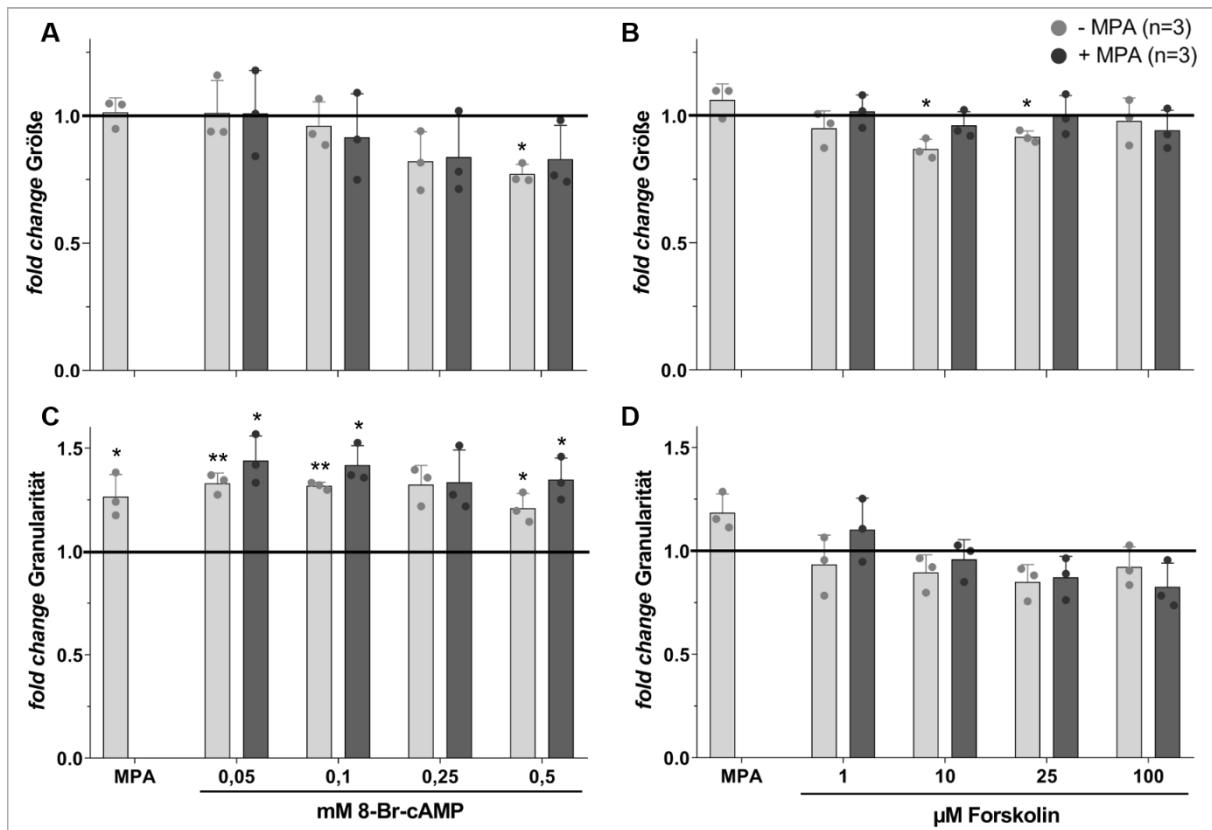 A
B
- MPA (n=3)
+ MPA (n=3)
fold change Größe
1.0
0.5
0.0
*
fold change Größe
1.0
0.5
0.0
*
*
C
D
fold change Granularität
1.5
1.0
0.5
0.0
*
**
*
**
*
*
*
fold change Granularität
1.5
1.0
0.5
0.0
MPA
0,05
0,1
0,25
0,5
mM 8-Br-cAMP
MPA
1
10
25
100
µM Forskolin